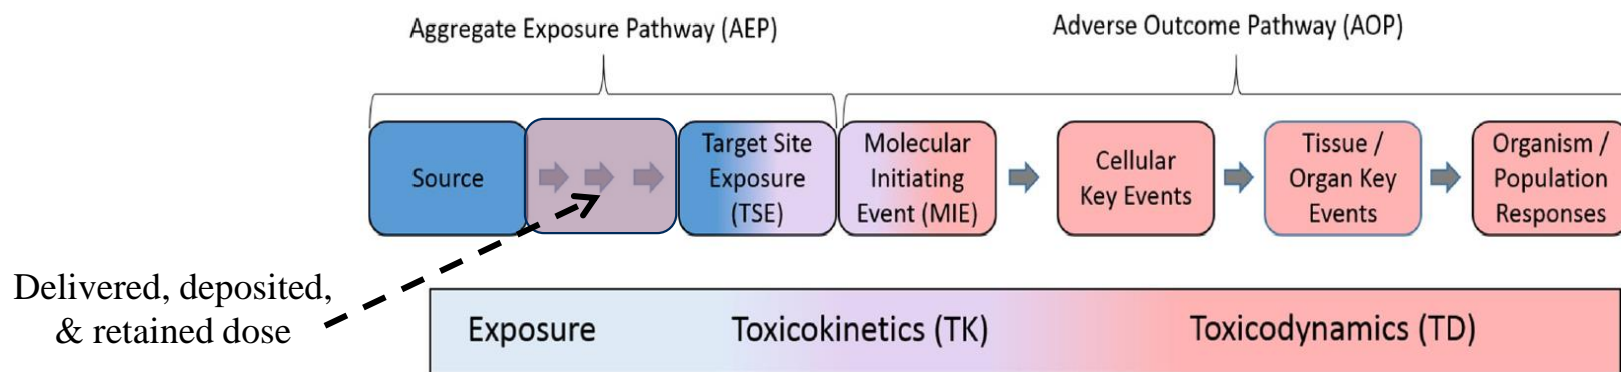 Aggregate Exposure Pathway (AEP)
Adverse Outcome Pathway (AOP)
Source
Target Site
Exposure
(TSE)
Molecular
Initiating
Event (MIE)
Cellular
Key Events
Tissue /
Organ Key
Events
Organism /
Population
Responses
Delivered, deposited,
& retained dose
Exposure
Toxicokinetics (TK)
Toxicodynamics (TD)